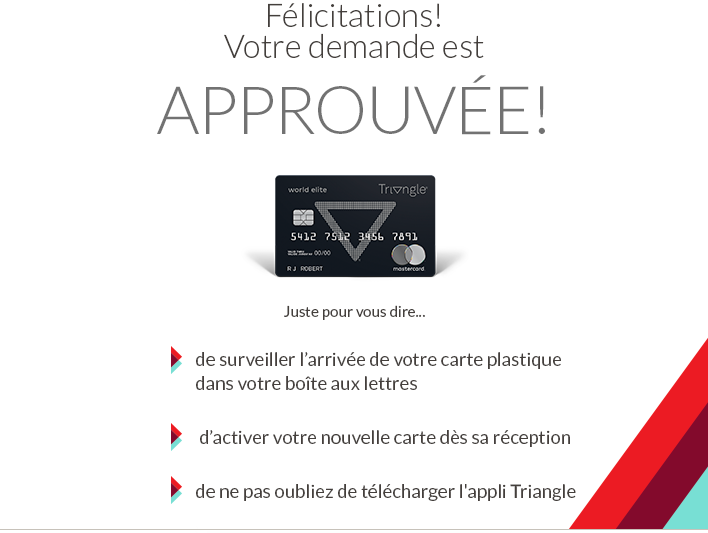 Félicitations!
Votre demande est
APPROUVÉE!
world elite
Triangle
5412 7512 3456 7891
00/00
R J ROBERT
mastercard
Juste pour vous dire...
de surveiller l’arrivée de votre carte plastique
dans votre boîte aux lettres
d’activer votre nouvelle carte dès sa réception
de ne pas oubliez de télécharger l'appli Triangle